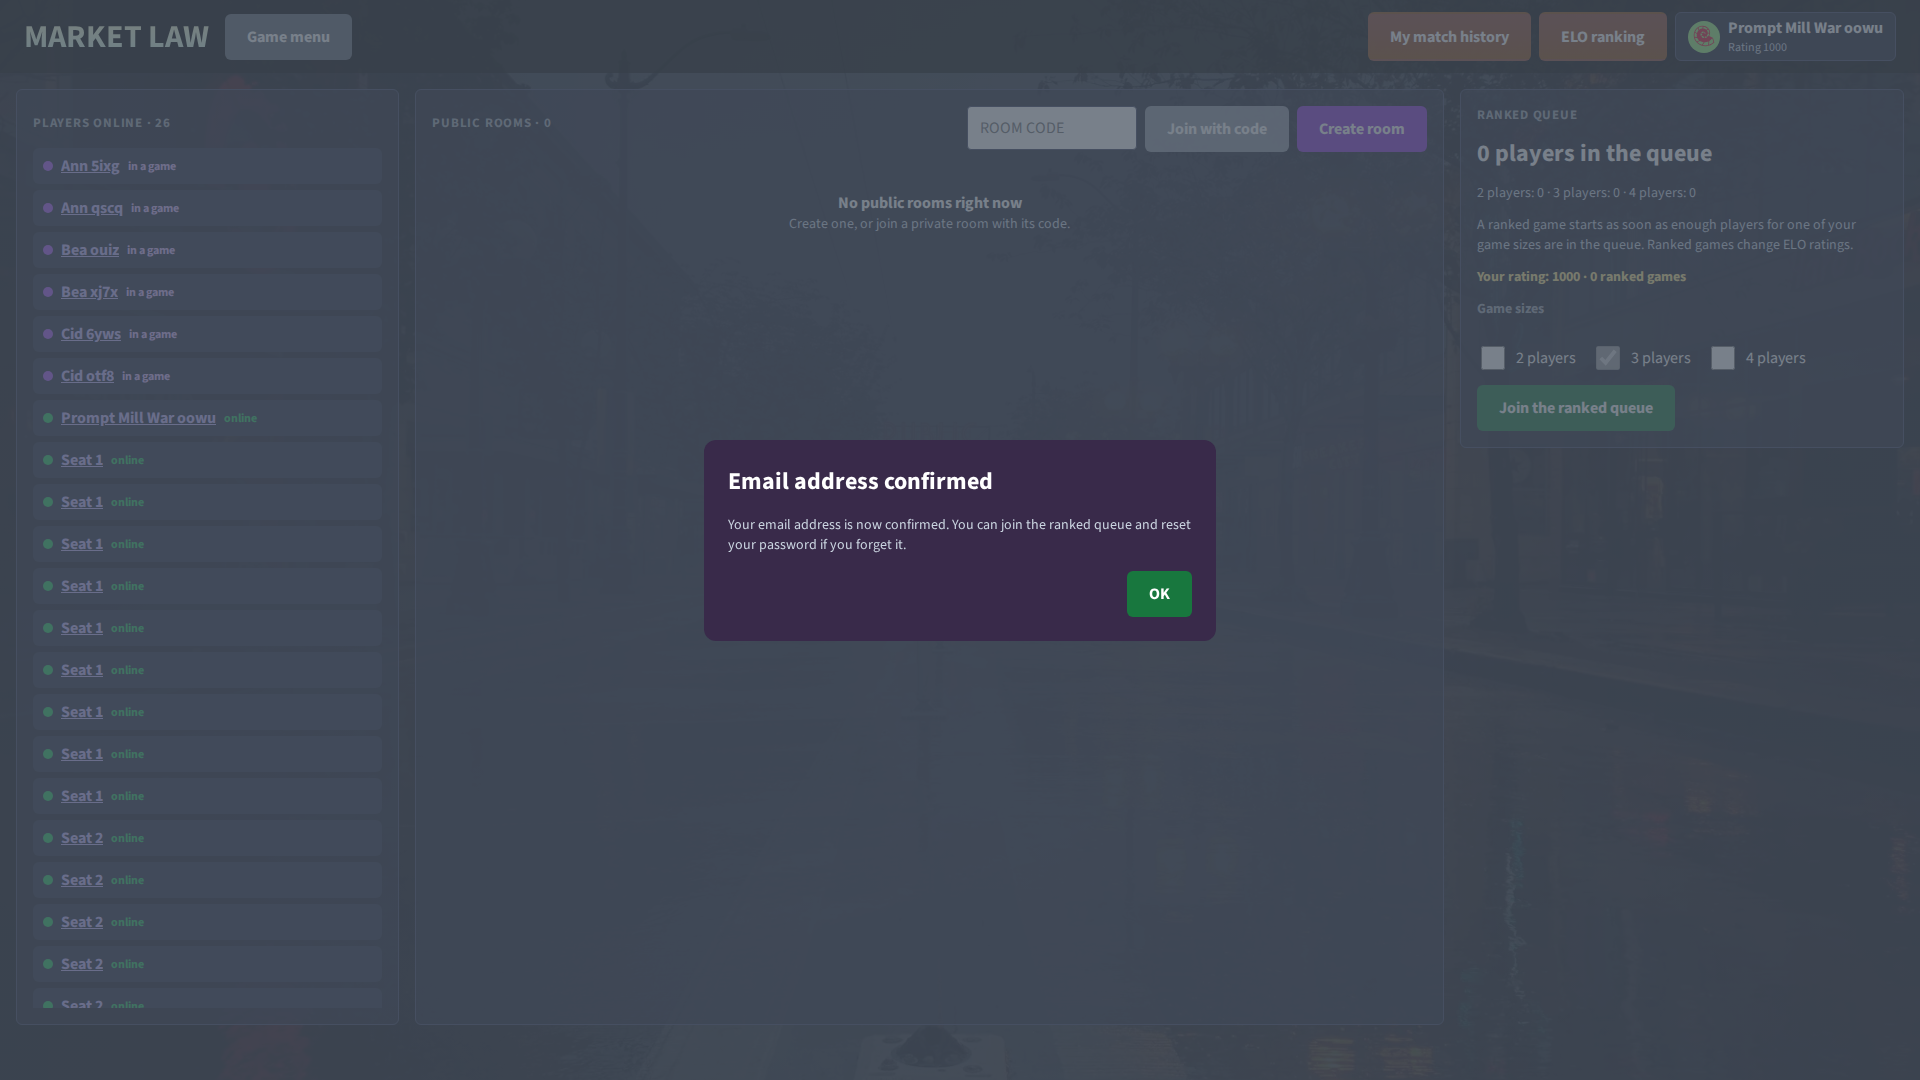 MARKET LAW
Game menu
My match history
ELO ranking
Prompt Mill War oowu
Rating 1000
PLAYERS ONLINE · 26
Ann 5ixg in a game
Ann qscq in a game
Bea ouiz in a game
Bea xj7x in a game
Cid 6yws in a game
Cid otf8 in a game
Prompt Mill War oowu online
Seat 1 online
Seat 1 online
Seat 1 online
Seat 1 online
Seat 1 online
Seat 1 online
Seat 1 online
Seat 1 online
Seat 1 online
Seat 2 online
Seat 2 online
Seat 2 online
Seat 2 online
Seat 2 online
PUBLIC ROOMS · 0
ROOM CODE
Join with code
Create room
No public rooms right now
Create one, or join a private room with its code.
Email address confirmed
Your email address is now confirmed. You can join the ranked queue and reset
your password if you forget it.
OK
RANKED QUEUE
0 players in the queue
2 players: 0 · 3 players: 0 · 4 players: 0
A ranked game starts as soon as enough players for one of your
game sizes are in the queue. Ranked games change ELO ratings.
Your rating: 1000 · 0 ranked games
Game sizes
2 players
3 players
4 players
Join the ranked queue